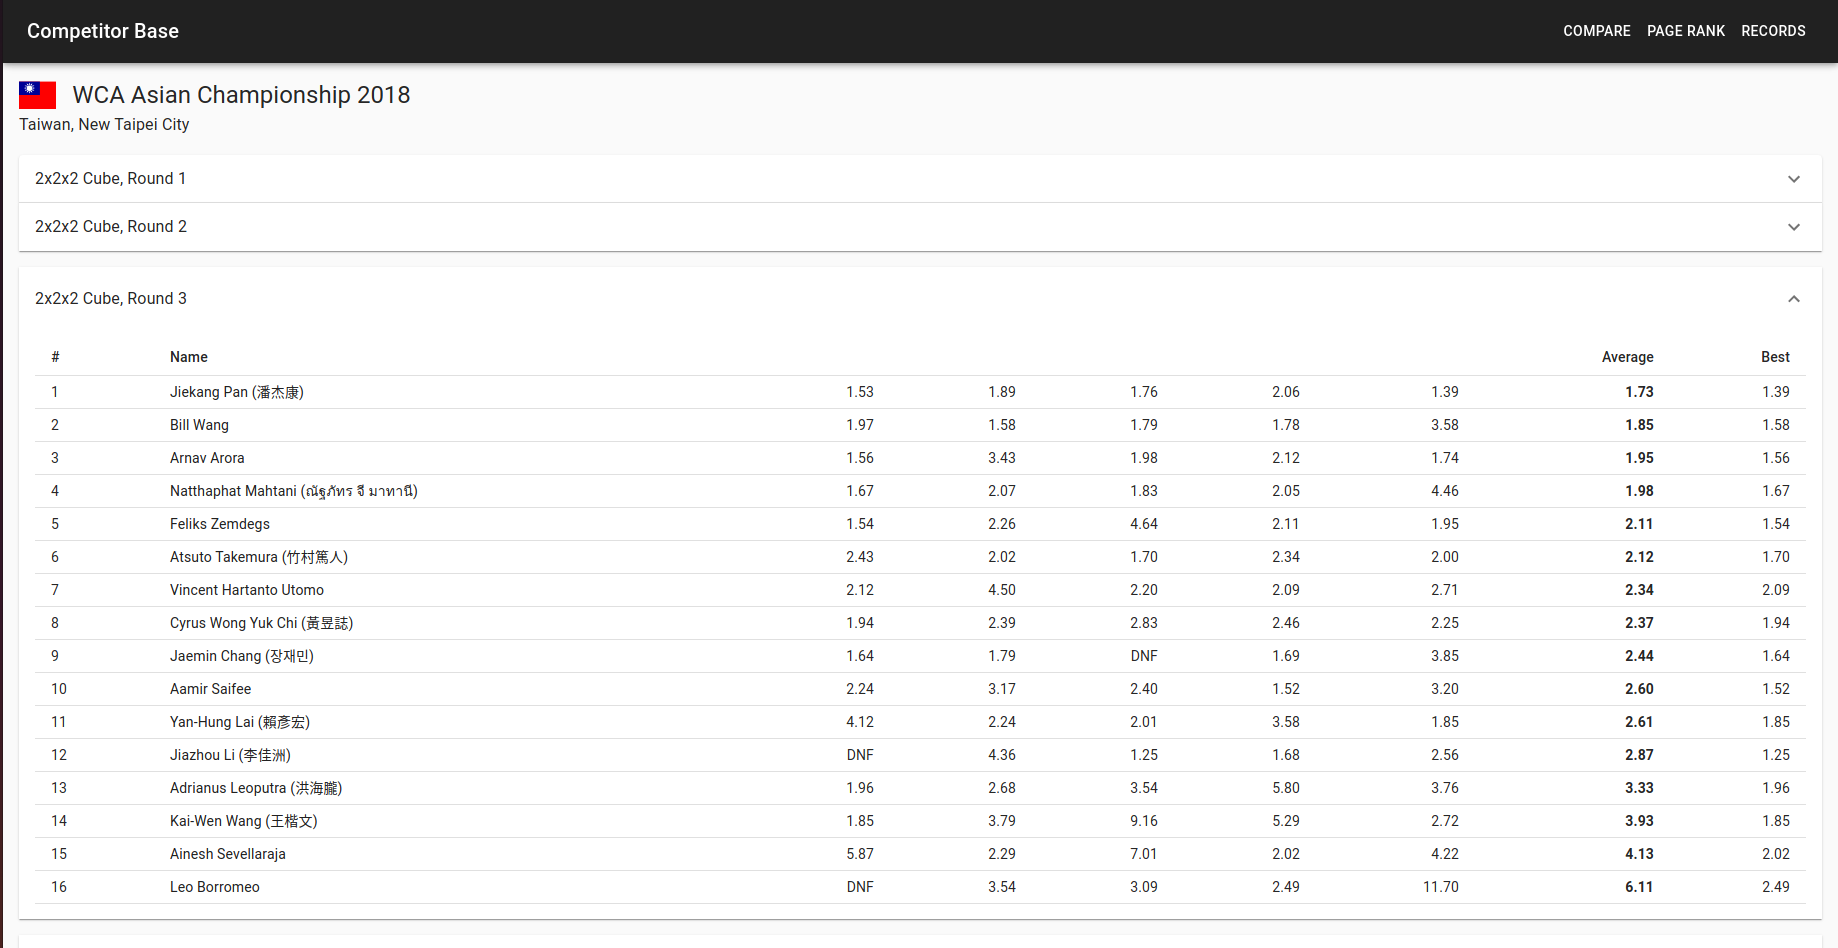 Competitor Base
COMPARE PAGE RANK RECORDS
WCA Asian Championship 2018
Taiwan, New Taipei City
2x2x2 Cube, Round 1
2x2x2 Cube, Round 2
2x2x2 Cube, Round 3
# Name Average Best
1 Jiekang Pan (潘杰康) 1.53 1.89 1.76 2.06 1.39 1.73 1.39
2 Bill Wang 1.97 1.58 1.79 1.78 3.58 1.85 1.58
3 Arnav Arora 1.56 3.43 1.98 2.12 1.74 1.95 1.56
4 Natthaphat Mahtani (ณัฐภัทร จี มาทานี) 1.67 2.07 1.83 2.05 4.46 1.98 1.67
5 Feliks Zemdegs 1.54 2.26 4.64 2.11 1.95 2.11 1.54
6 Atsuto Takemura (竹村篤人) 2.43 2.02 1.70 2.34 2.00 2.12 1.70
7 Vincent Hartanto Utomo 2.12 4.50 2.20 2.09 2.71 2.34 2.09
8 Cyrus Wong Yuk Chi (黃昱誌) 1.94 2.39 2.83 2.46 2.25 2.37 1.94
9 Jaemin Chang (장재민) 1.64 1.79 DNF 1.69 3.85 2.44 1.64
10 Aamir Saifee 2.24 3.17 2.40 1.52 3.20 2.60 1.52
11 Yan-Hung Lai (賴彥宏) 4.12 2.24 2.01 3.58 1.85 2.61 1.85
12 Jiazhou Li (李佳洲) DNF 4.36 1.25 1.68 2.56 2.87 1.25
13 Adrianus Leoputra (洪海朧) 1.96 2.68 3.54 5.80 3.76 3.33 1.96
14 Kai-Wen Wang (王楷文) 1.85 3.79 9.16 5.29 2.72 3.93 1.85
15 Ainesh Sevellaraja 5.87 2.29 7.01 2.02 4.22 4.13 2.02
16 Leo Borromeo DNF 3.54 3.09 2.49 11.70 6.11 2.49